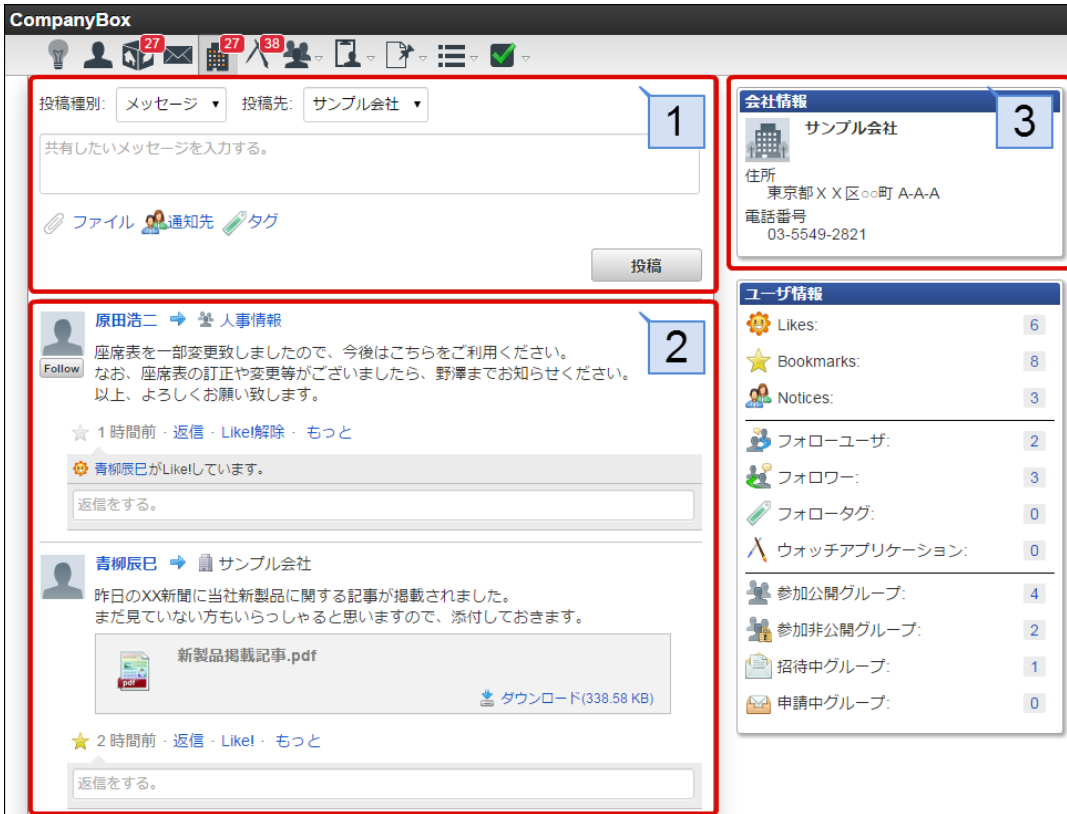 CompanyBox
27
27
38
投稿種別: メッセージ 投稿先: サンプル会社
1
共有したいメッセージを入力する。
ファイル 通知先 タグ
投稿
原田浩二 人事情報
2
Follow
座席表を一部変更致しましたので、今後はこちらをご利用ください。
なお、座席表の訂正や変更等がございましたら、野澤までお知らせください。
以上、よろしくお願い致します。
1 時間前 · 返信 · Like!解除 · もっと
青柳辰巳がLike!しています。
返信をする。
青柳辰巳 サンプル会社
昨日のXX新聞に当社新製品に関する記事が掲載されました。
まだ見ていない方もいらっしゃると思いますので、添付しておきます。
pdf
新製品掲載記事.pdf
ダウンロード(338.58 KB)
2 時間前 · 返信 · Like! · もっと
返信をする。
会社情報
3
サンプル会社
住所
東京都ＸＸ区○○町 A-A-A
電話番号
03-5549-2821
ユーザ情報
Likes: 6
Bookmarks: 8
Notices: 3
フォローユーザ: 2
フォロワー: 3
フォロータグ: 0
ウォッチアプリケーション: 0
参加公開グループ: 4
参加非公開グループ: 2
招待中グループ: 1
申請中グループ: 0